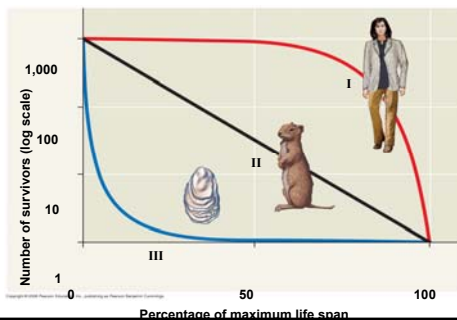 Number of survivors (log scale)
1,000
100
10
1
I
II
III
0
50
100
Percentage of maximum life span